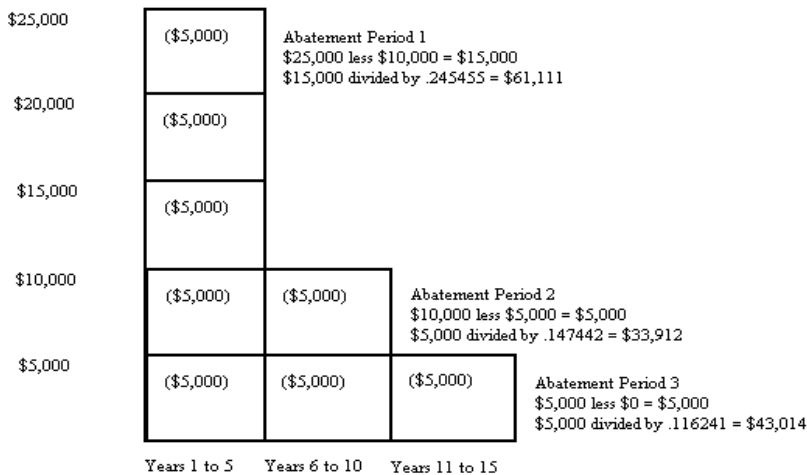 $25,000
($5,000)
Abatement Period 1
$25,000 less $10,000 = $15,000
$15,000 divided by .245455 = $61,111
$20,000
($5,000)
$15,000
($5,000)
$10,000
($5,000) ($5,000)
Abatement Period 2
$10,000 less $5,000 = $5,000
$5,000 divided by .147442 = $33,912
$5,000
($5,000) ($5,000) ($5,000)
Abatement Period 3
$5,000 less $0 = $5,000
$5,000 divided by .116241 = $43,014
Years 1 to 5 Years 6 to 10 Years 11 to 15